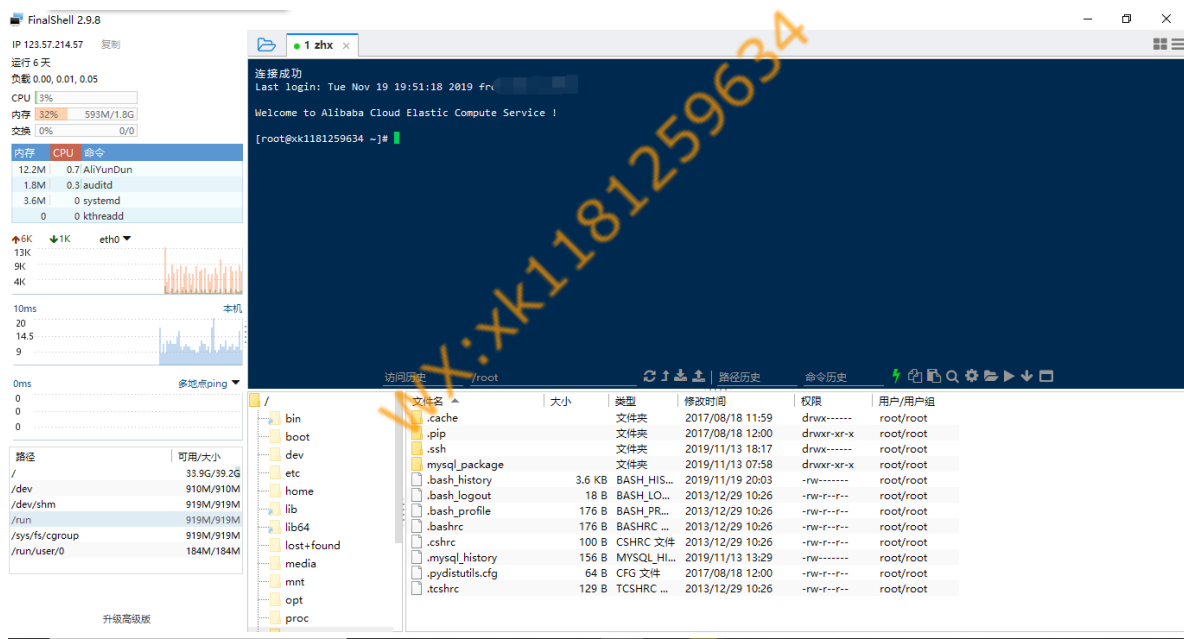 FinalShell 2.9.8
IP 123.57.214.57 复制
运行 6 天
负载 0.00, 0.01, 0.05
CPU 3%
内存 32% 593M/1.8G
交换 0% 0/0
内存 CPU 命令
12.2M 0.7 AliYunDun
1.8M 0.3 auditd
3.6M 0 systemd
0 0 kthreadd
6K 1K eth0
13K
9K
4K
10ms 本机
20
14.5
9
0ms 多地点ping
0
0
0
路径 可用/大小
/ 33.9G/39.2G
/dev 910M/910M
/dev/shm 919M/919M
/run 919M/919M
/sys/fs/cgroup 919M/919M
/run/user/0 184M/184M
升级高级版
1 zhx
连接成功
Last login: Tue Nov 19 19:51:18 2019
Welcome to Alibaba Cloud Elastic Compute Service !
[root@xk1181259634 ~]#
wx:xk1181259634
访问历史 /root 路径历史 命令历史
/
bin
boot
dev
etc
home
lib
lib64
lost+found
media
mnt
opt
proc
文件名 大小 类型 修改时间 权限 用户/用户组
.cache 文件夹 2017/08/18 11:59 drwx------ root/root
.pip 文件夹 2017/08/18 12:00 drwxr-xr-x root/root
.ssh 文件夹 2019/11/13 18:17 drwx------ root/root
mysql_package 文件夹 2019/11/13 07:58 drwxr-xr-x root/root
.bash_history 3.6 KB BASH_HIS... 2019/11/19 20:03 -rw------- root/root
.bash_logout 18 B BASH_LO... 2013/12/29 10:26 -rw-r--r-- root/root
.bash_profile 176 B BASH_PR... 2013/12/29 10:26 -rw-r--r-- root/root
.bashrc 176 B BASHRC ... 2013/12/29 10:26 -rw-r--r-- root/root
.cshrc 100 B CSHRC 文件 2013/12/29 10:26 -rw-r--r-- root/root
.mysql_history 156 B MYSQL_HI... 2019/11/13 13:29 -rw------- root/root
.pydistutils.cfg 64 B CFG 文件 2017/08/18 12:00 -rw-r--r-- root/root
.tcshrc 129 B TCSHRC ... 2013/12/29 10:26 -rw-r--r-- root/root